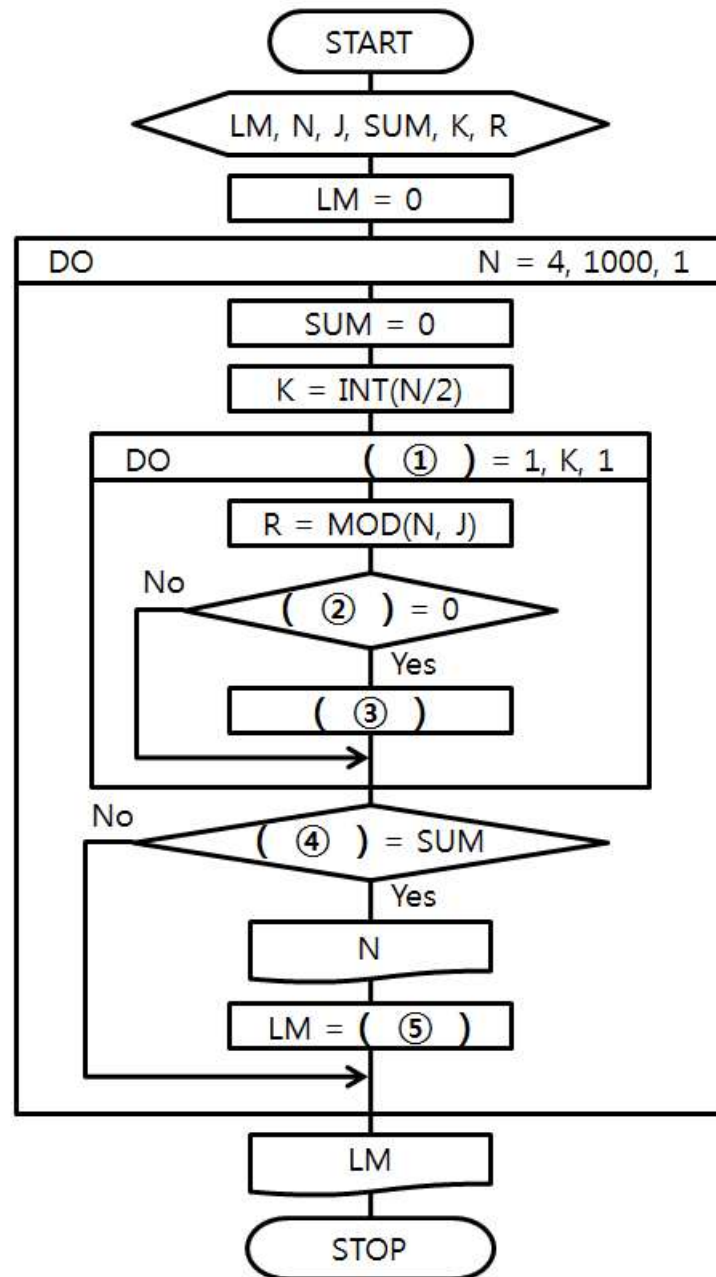 START
LM, N, J, SUM, K, R
LM = 0
DO N = 4, 1000, 1
SUM = 0
K = INT(N/2)
DO ( ① ) = 1, K, 1
R = MOD(N, J)
No
( ② ) = 0
Yes
( ③ )
No
( ④ ) = SUM
Yes
N
LM = ( ⑤ )
LM
STOP